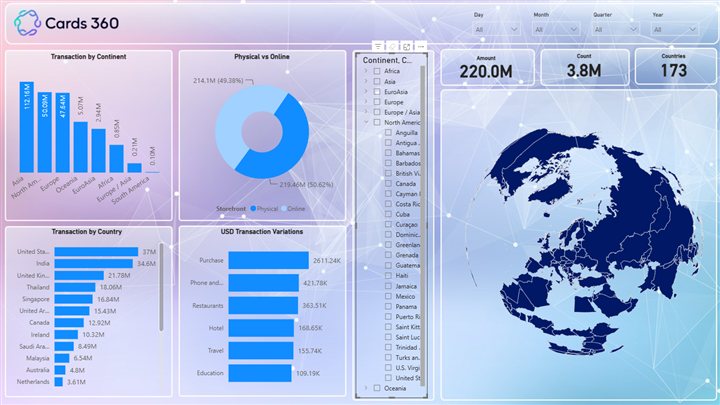 Cards 360
Day
Month
Quarter
Year
All
All
All
All
Transaction by Continent
112.16M
50.09M
47.64M
5.07M
2.94M
0.85M
0.21M
0.10M
Asia
North Am...
Europe
Oceania
EuroAsia
Africa
Europe / Asia
South America
Physical vs Online
214.1M (49.38%)
219.46M (50.62%)
Storefront Physical Online
Continent, C...
Africa
Asia
EuroAsia
Europe
Europe / Asia
North America
Anguilla
Antigua
Bahamas
Barbados
British Vi
Canada
Cayman I
Costa Ric
Cuba
Curaçao
Dominic
Greenlan
Grenada
Guatema
Haiti
Jamaica
Mexico
Panama
Puerto Ri
Saint Kitt
Saint Luc
Trinidad
Turks an
U.S. Virgi
United St
Oceania
Amount
220.0M
Count
3.8M
Countries
173
Transaction by Country
United Sta... 37M
India 34.6M
United Kin... 21.78M
Thailand 18.06M
Singapore 16.84M
United Ar... 15.43M
Canada 12.92M
Ireland 10.32M
Saudi Ara... 8.49M
Malaysia 6.54M
Australia 4.8M
Netherlands 3.61M
USD Transaction Variations
Purchase 2611.24K
Phone and... 421.78K
Restaurants 363.51K
Hotel 168.65K
Travel 155.74K
Education 109.19K